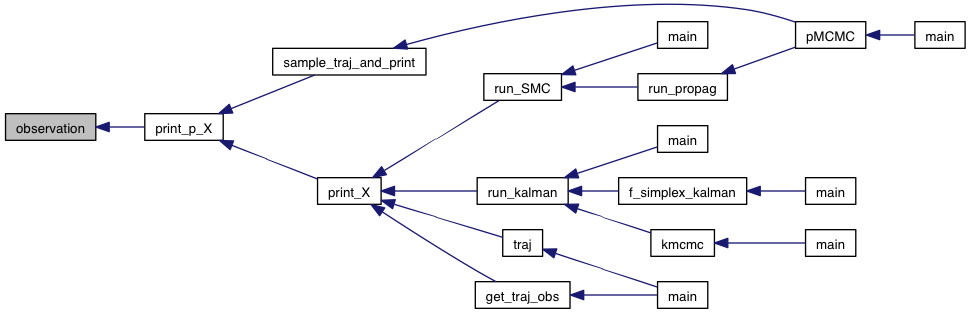 observation
print_p_X
sample_traj_and_print
pMCMC
main
print_X
run_SMC
main
run_propag
run_kalman
main
f_simplex_kalman
main
kmcmc
main
traj
get_traj_obs
main